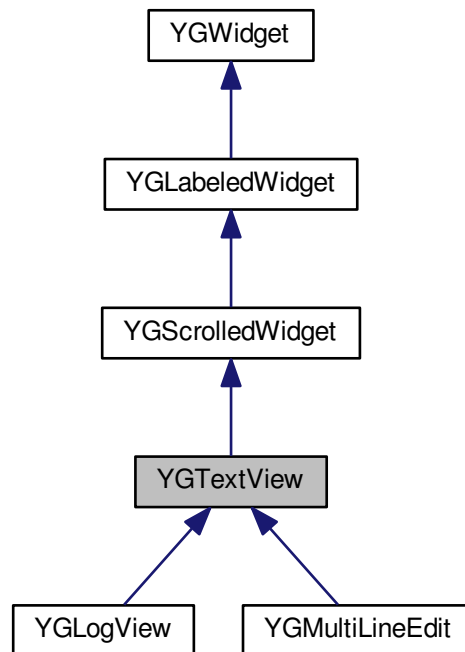 YGWidget
YGLabeledWidget
YGScrolledWidget
YGTextView
YGLogView
YGMultiLineEdit